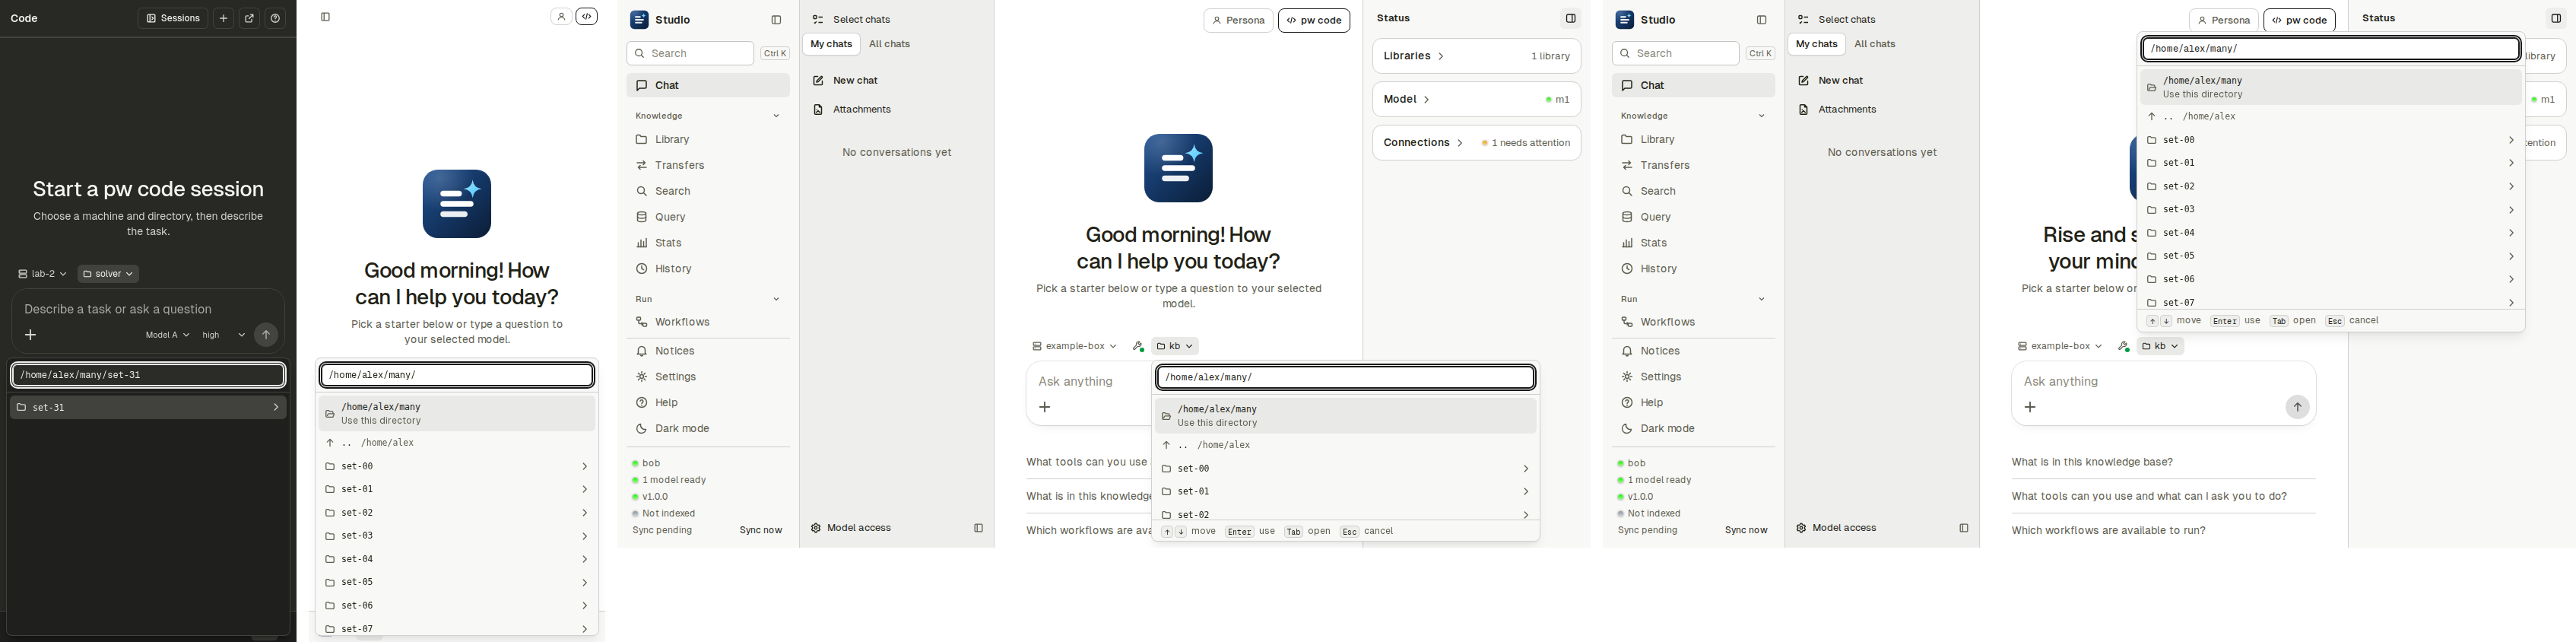 Code
Sessions
Start a pw code session
Choose a machine and directory, then describe
the task.
lab-2
solver
Describe a task or ask a question
Model A
high
/home/alex/many/set-31
set-31
Good morning! How
can I help you today?
Pick a starter below or type a question to
your selected model.
/home/alex/many/
/home/alex/many
Use this directory
.. /home/alex
set-00
set-01
set-02
set-03
set-04
set-05
set-06
set-07
Studio
Search
Ctrl K
Chat
Knowledge
Library
Transfers
Search
Query
Stats
History
Run
Workflows
Notices
Settings
Help
Dark mode
bob
1 model ready
v1.0.0
Not indexed
Sync pending
Sync now
Select chats
My chats
All chats
New chat
Attachments
No conversations yet
Model access
Persona
pw code
Good morning! How
can I help you today?
Pick a starter below or type a question to your selected
model.
example-box
kb
Ask anything
What tools can you use
What is in this knowledge
Which workflows are ava
/home/alex/many/
/home/alex/many
Use this directory
.. /home/alex
set-00
set-01
set-02
↑ ↓ move Enter use Tab open Esc cancel
Status
Libraries
1 library
Model
m1
Connections
1 needs attention
Studio
Search
Ctrl K
Chat
Knowledge
Library
Transfers
Search
Query
Stats
History
Run
Workflows
Notices
Settings
Help
Dark mode
bob
1 model ready
v1.0.0
Not indexed
Sync pending
Sync now
Select chats
My chats
All chats
New chat
Attachments
No conversations yet
Model access
Persona
pw code
Status
/home/alex/many/
/home/alex/many
Use this directory
.. /home/alex
set-00
set-01
set-02
set-03
set-04
set-05
set-06
set-07
↑ ↓ move Enter use Tab open Esc cancel
library
m1
tention
Rise and s
your mind
Pick a starter below or
example-box
kb
Ask anything
What is in this knowledge base?
What tools can you use and what can I ask you to do?
Which workflows are available to run?